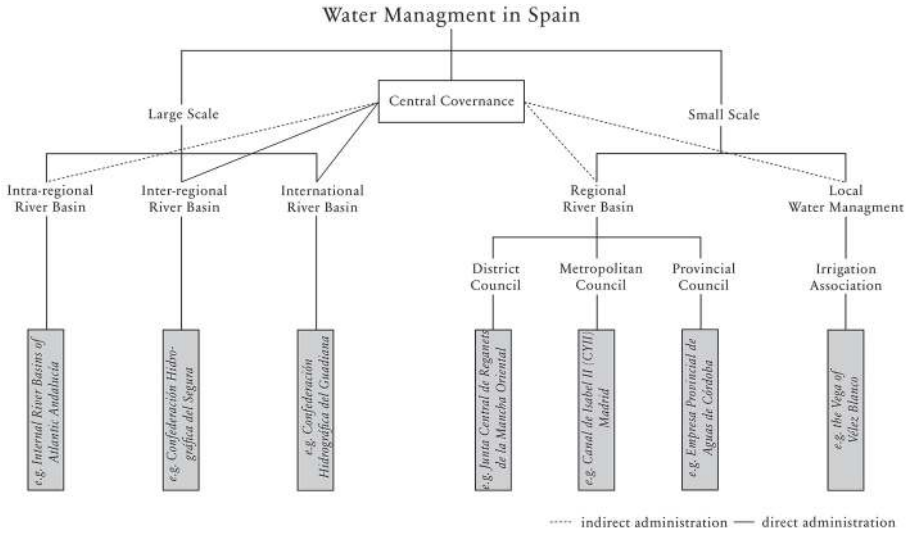 Water Managment in Spain
Central Covernance
Large Scale
Small Scale
Intra-regional
River Basin
Inter-regional
River Basin
International
River Basin
Regional
River Basin
Local
Water Managment
District
Council
Metropolitan
Council
Provincial
Council
Irrigation
Association
e.g. Internal River Basins of
Atlantic Andalucía
e.g. Confederación Hidro-
gráfica del Segura
e.g. Confederación
Hidrográfica del Guadiana
e.g. Junta Central de Reganets
de la Mancha Oriental
e.g. Canal de Isabel II (CYII)
Madrid
e.g. Empresa Provincial de
Aguas de Córdoba
e.g. the Vega of
Vélez Blanco
indirect administration
direct administration